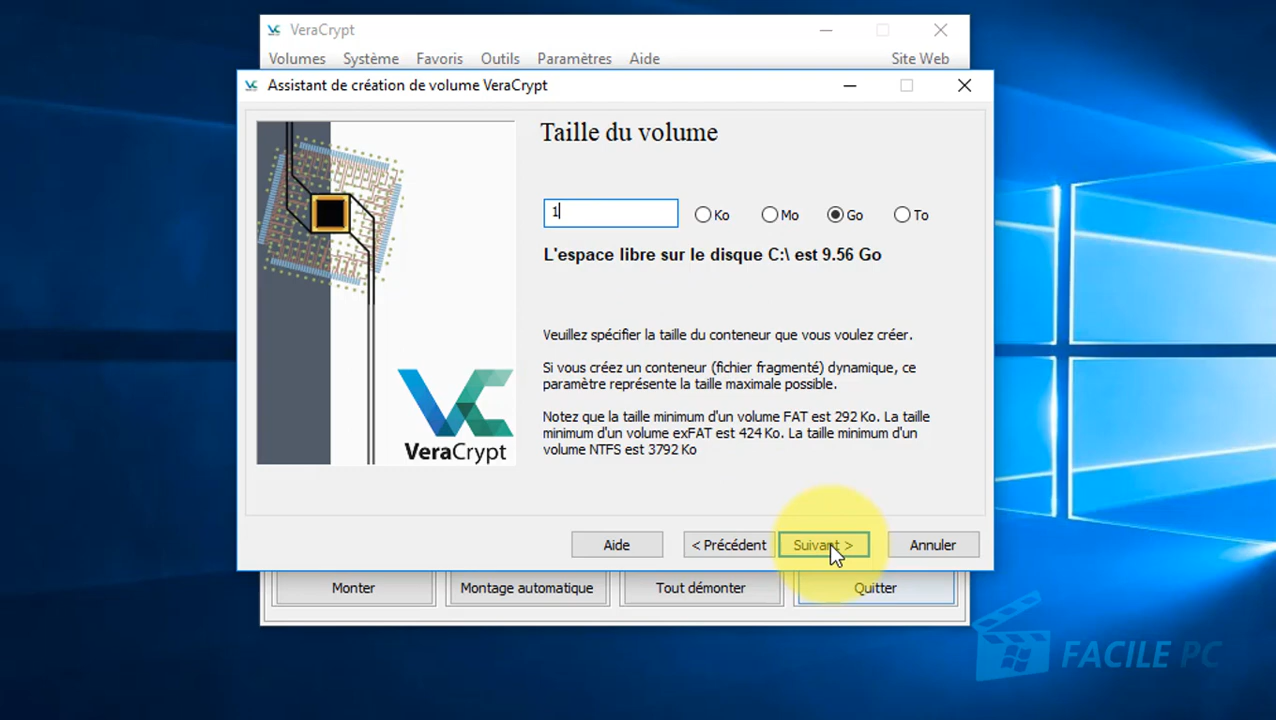 VeraCrypt
Volumes Système Favoris Outils Paramètres Aide Site Web
Assistant de création de volume VeraCrypt
Taille du volume
1 Ko Mo Go To
L'espace libre sur le disque C:\ est 9.56 Go
Veuillez spécifier la taille du conteneur que vous voulez créer.
Si vous créez un conteneur (fichier fragmenté) dynamique, ce
paramètre représente la taille maximale possible.
Notez que la taille minimum d'un volume FAT est 292 Ko. La taille
minimum d'un volume exFAT est 424 Ko. La taille minimum d'un
volume NTFS est 3792 Ko
VeraCrypt
Aide < Précédent Suivant > Annuler
Monter Montage automatique Tout démonter Quitter
FACILE PC